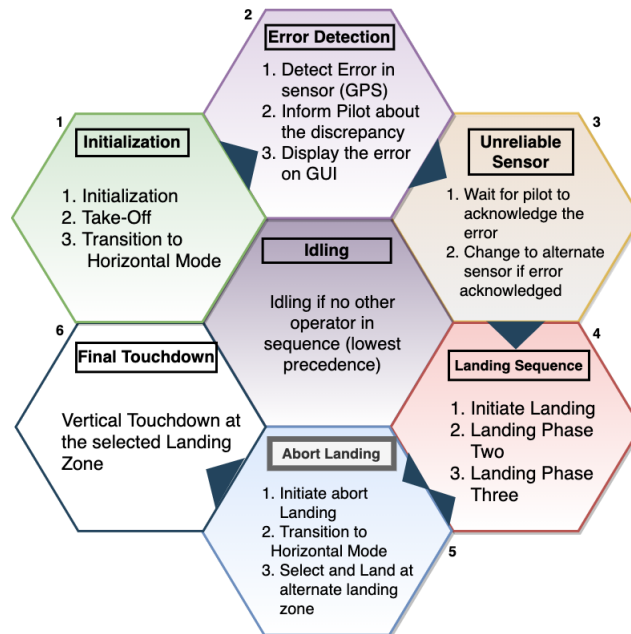 1
Initialization
1. Initialization
2. Take-Off
3. Transition to
Horizontal Mode
2
Error Detection
1. Detect Error in
sensor (GPS)
2. Inform Pilot about
the discrepancy
3. Display the error
on GUI
3
Unreliable
Sensor
1. Wait for pilot to
acknowledge the
error
2. Change to alternate
sensor if error
acknowledged
Idling
Idling if no other
operator in
sequence (lowest
precedence)
4
Landing Sequence
1. Initiate Landing
2. Landing Phase
Two
3. Landing Phase
Three
5
Abort Landing
1. Initiate abort
Landing
2. Transition to
Horizontal Mode
3. Select and Land at
alternate landing
zone
6
Final Touchdown
Vertical Touchdown at
the selected Landing
Zone